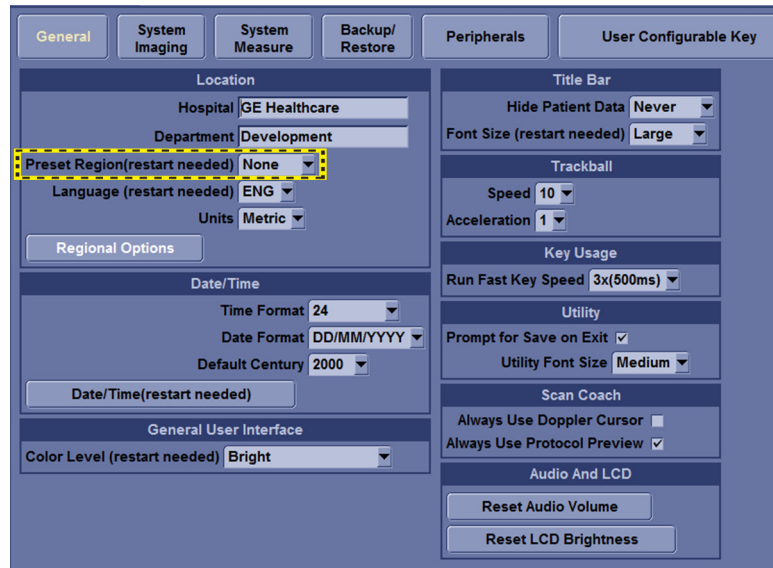 General
System
Imaging
System
Measure
Backup/
Restore
Peripherals
User Configurable Key
Location
Hospital GE Healthcare
Department Development
Preset Region(restart needed) None
Language (restart needed) ENG
Units Metric
Regional Options
Date/Time
Time Format 24
Date Format DD/MM/YYYY
Default Century 2000
Date/Time(restart needed)
General User Interface
Color Level (restart needed) Bright
Title Bar
Hide Patient Data Never
Font Size (restart needed) Large
Trackball
Speed 10
Acceleration 1
Key Usage
Run Fast Key Speed 3x(500ms)
Utility
Prompt for Save on Exit
Utility Font Size Medium
Scan Coach
Always Use Doppler Cursor
Always Use Protocol Preview
Audio And LCD
Reset Audio Volume
Reset LCD Brightness